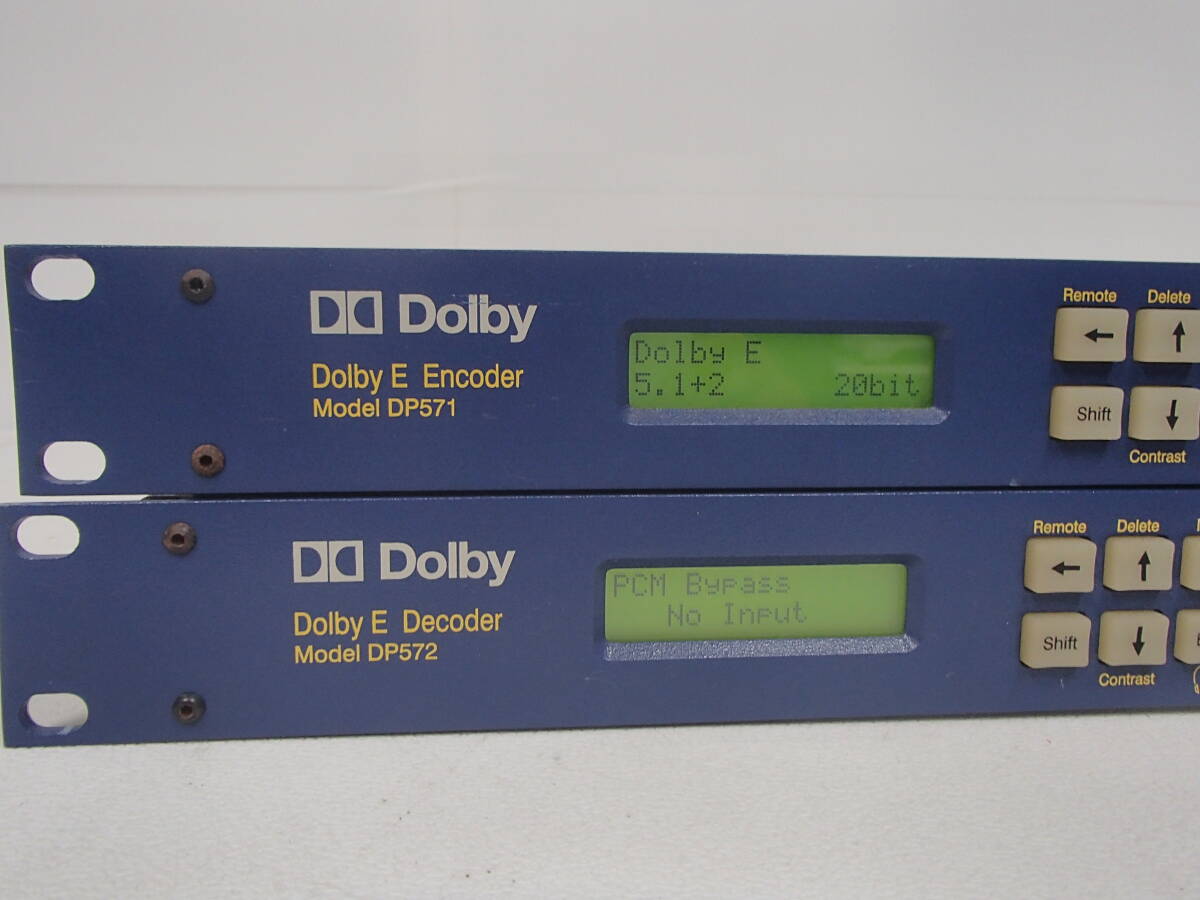 Dolby
Dolby E Encoder
Model DP571
Dolby E
5.1+2 20bit
Remote Delete
Shift
Contrast
Dolby
Dolby E Decoder
Model DP572
PCM Bypass
No Input
Remote Delete
Shift
Contrast